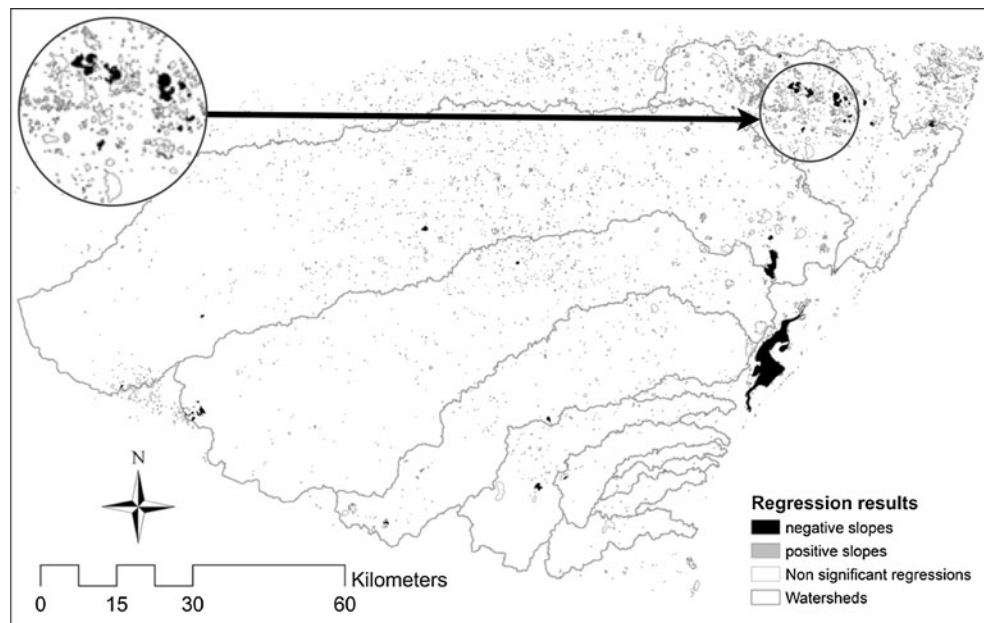 N
Kilometers
0 15 30 60
Regression results
negative slopes
positive slopes
Non significant regressions
Watersheds